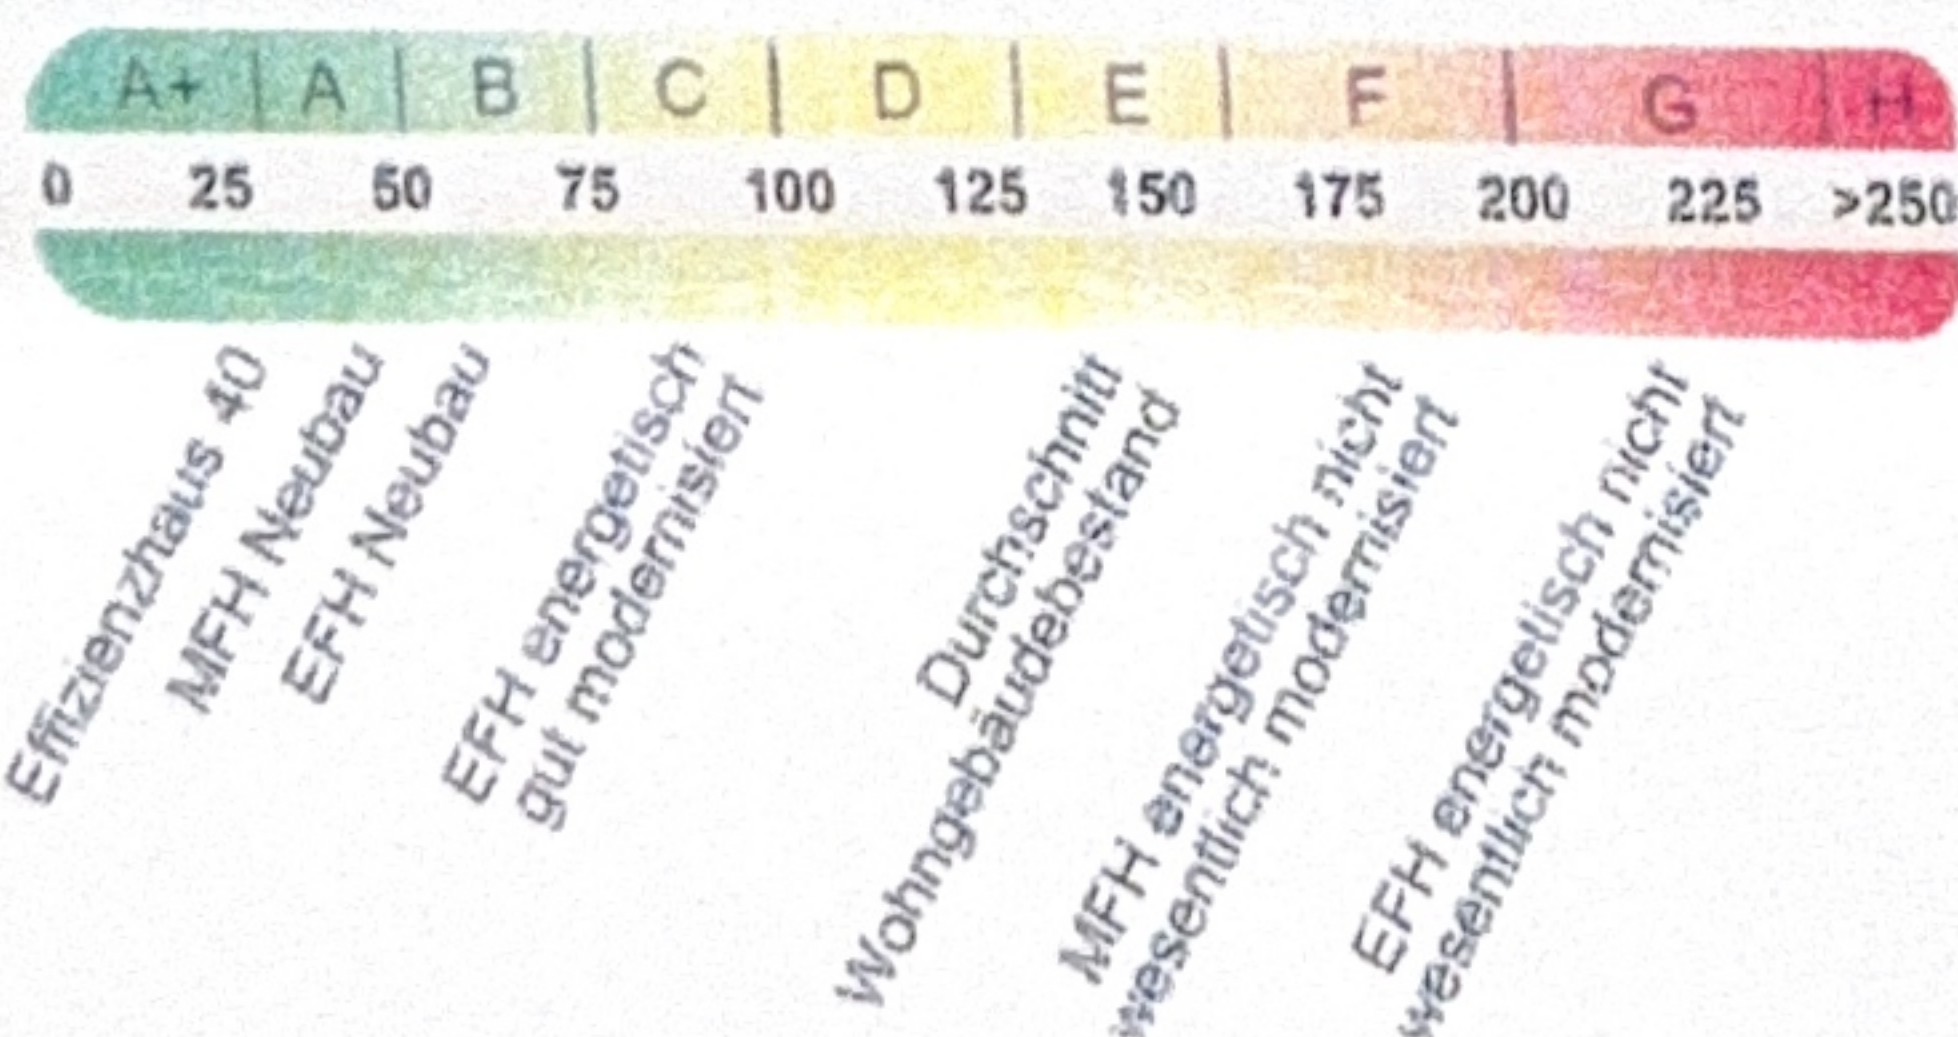 A+ A B C D E F G H
0 25 50 75 100 125 150 175 200 225 >250
Effizienzhaus 40
MFH Neubau
EFH Neubau
EFH energetisch
gut modernisiert
Durchschnitt
Wohngebäudebestand
MFH energetisch nicht
wesentlich modernisiert
EFH energetisch nicht
wesentlich modernisiert